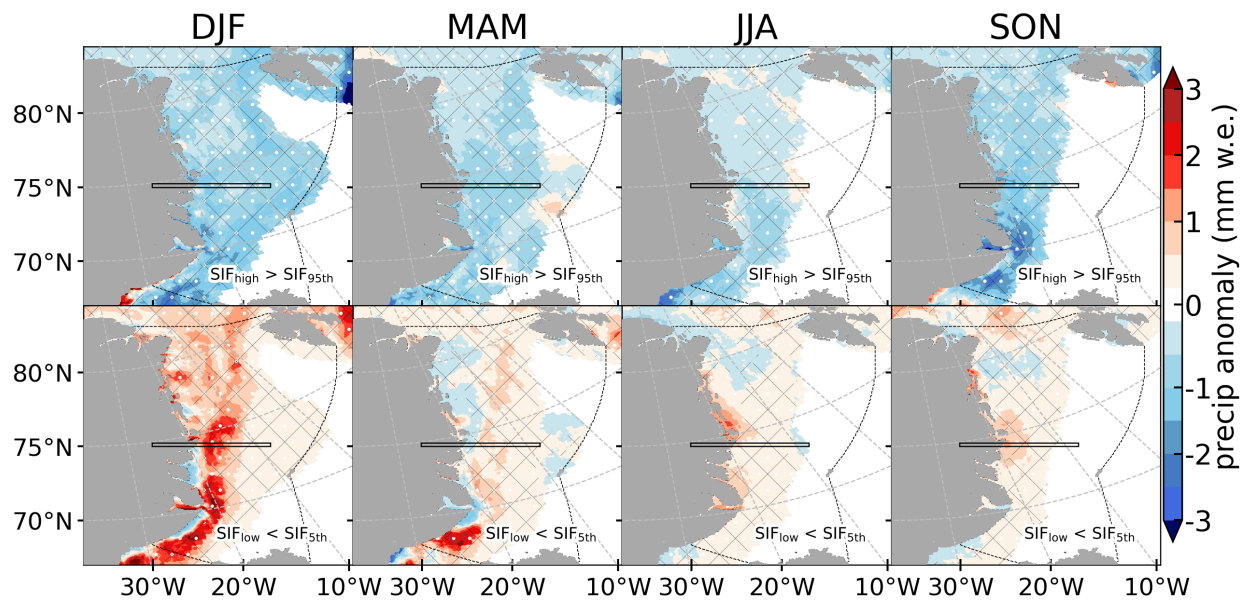 DJF MAM JJA SON
80°N
75°N
70°N
SIFhigh > SIF95th SIFhigh > SIF95th SIFhigh > SIF95th SIFhigh > SIF95th
80°N
75°N
70°N
SIFlow < SIF5th SIFlow < SIF5th SIFlow < SIF5th SIFlow < SIF5th
30°W 20°W 10°W 30°W 20°W 10°W 30°W 20°W 10°W 30°W 20°W 10°W
3
2
1
0
-1
-2
-3
precip anomaly (mm w.e.)